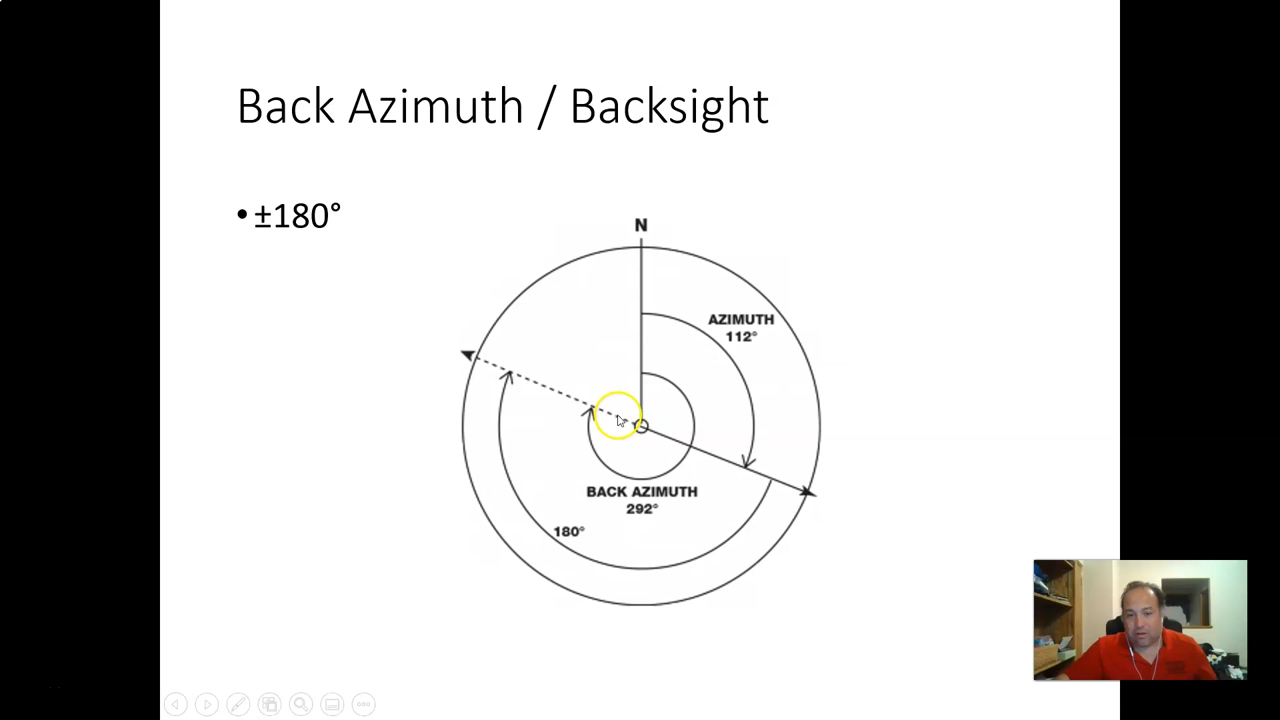 Back Azimuth / Backsight
• ±180°
N
AZIMUTH
112°
BACK AZIMUTH
292°
180°